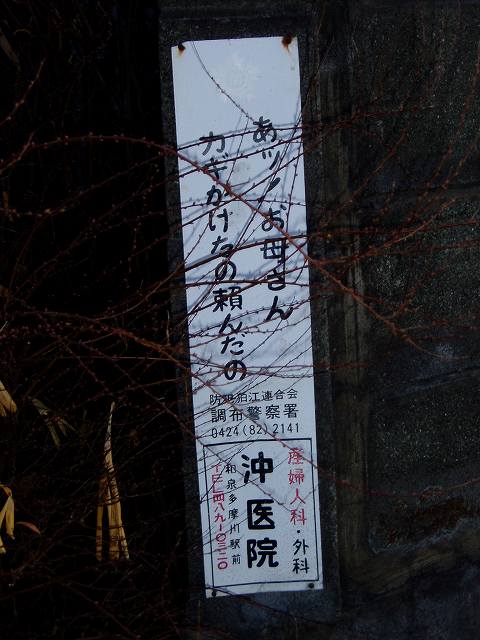 あッ!お母さん
カギかけたの頼んたの
防犯狛江連合会
調布警察署
0424(82)2141
産婦人科・外科
沖医院
和泉多摩川駅前